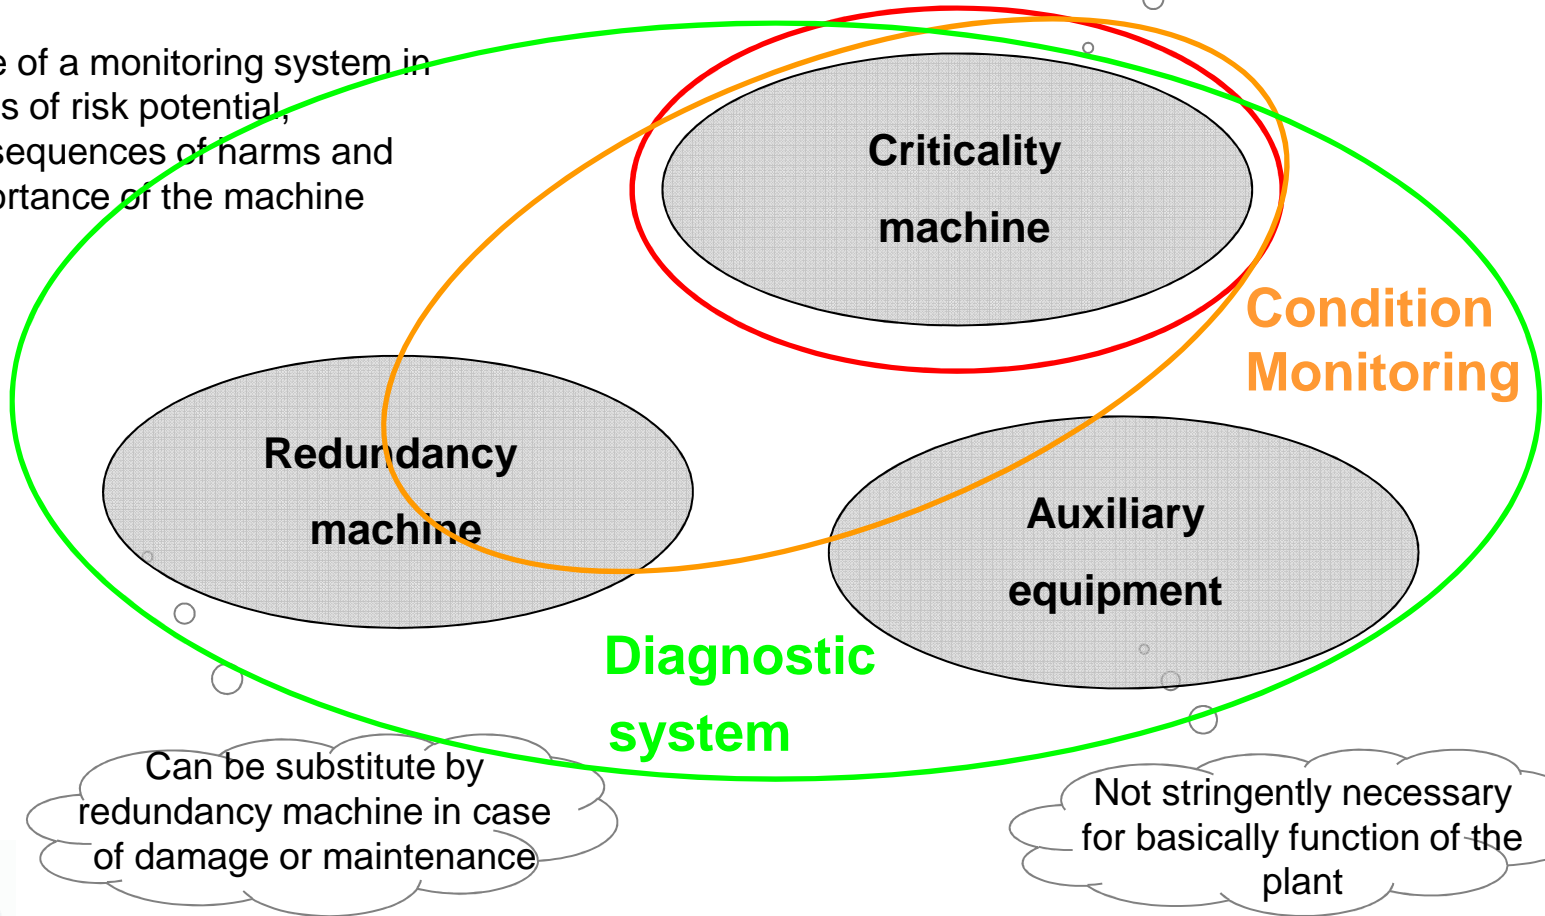 e of a monitoring system in
s of risk potential,
sequences of harms and
ortance of the machine
Criticality
machine
Condition
Monitoring
Redundancy
machine
Auxiliary
equipment
Diagnostic
system
Can be substitute by
redundancy machine in case
of damage or maintenance
Not stringently necessary
for basically function of the
plant